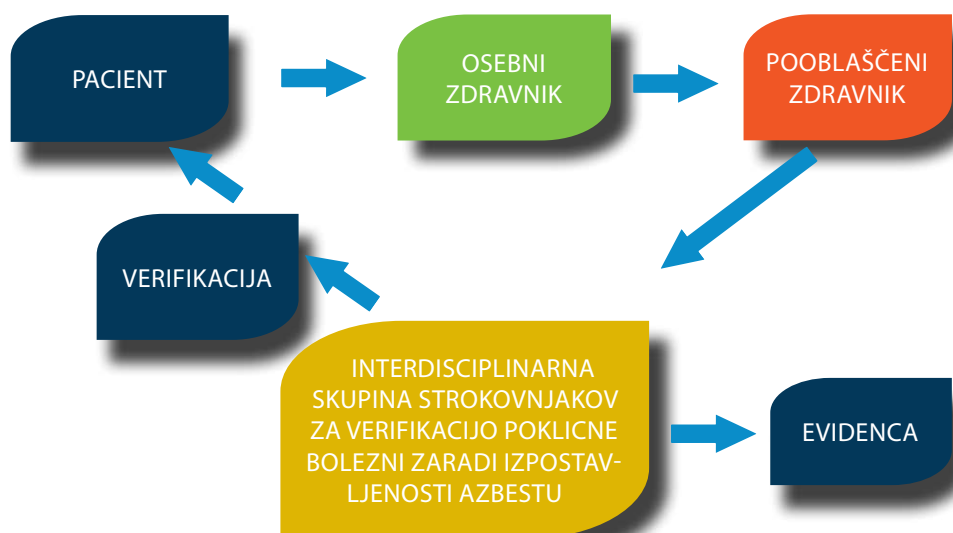 PACIENT
OSEBNI
ZDRAVNIK
POOBLAŠČENI
ZDRAVNIK
VERIFIKACIJA
INTERDISCIPLINARNA
SKUPINA STROKOVNJAKOV
ZA VERIFIKACIJO POKLICNE
BOLEZNI ZARADI IZPOSTAV-
LJENOSTI AZBESTU
EVIDENCA